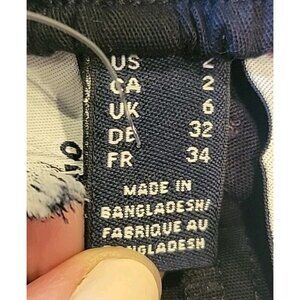 US 2
CA 2
UK 6
DE 32
FR 34
MADE IN
BANGLADESH/
FABRIQUE AU
BANGLADESH